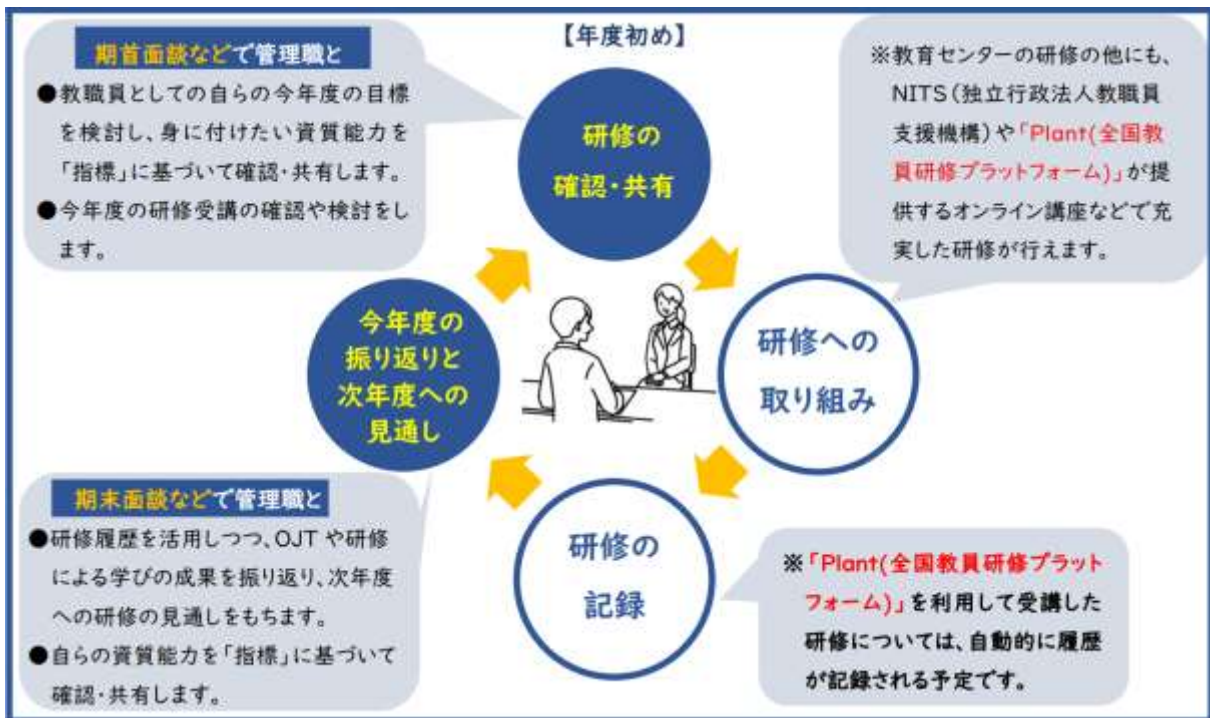 【年度初め】
期首面談などで管理職と
●教職員としての自らの今年度の目標
を検討し、身に付けたい資質能力を
「指標」に基づいて確認・共有します。
●今年度の研修受講の確認や検討をし
ます。
研修の
確認・共有
※教育センターの研修の他にも、
NITS(独立行政法人教職員
支援機構)や「Plant(全国教
員研修プラットフォーム)」が提
供するオンライン講座などで充
実した研修が行えます。
研修への
取り組み
研修の
記録
※「Plant(全国教員研修プラット
フォーム)」を利用して受講した
研修については、自動的に履歴
が記録される予定です。
今年度の
振り返りと
次年度への
見通し
期末面談などで管理職と
●研修履歴を活用しつつ、OJTや研修
による学びの成果を振り返り、次年度
への研修の見通しをもちます。
●自らの資質能力を「指標」に基づいて
確認・共有します。